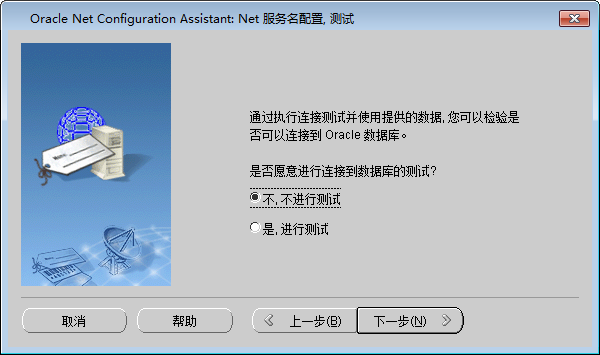 Oracle Net Configuration Assistant: Net 服务名配置, 测试
通过执行连接测试并使用提供的数据, 您可以检验是
否可以连接到 Oracle 数据库。
是否愿意进行连接到数据库的测试?
不, 不进行测试
是, 进行测试
取消
帮助
上一步(B)
下一步(N)